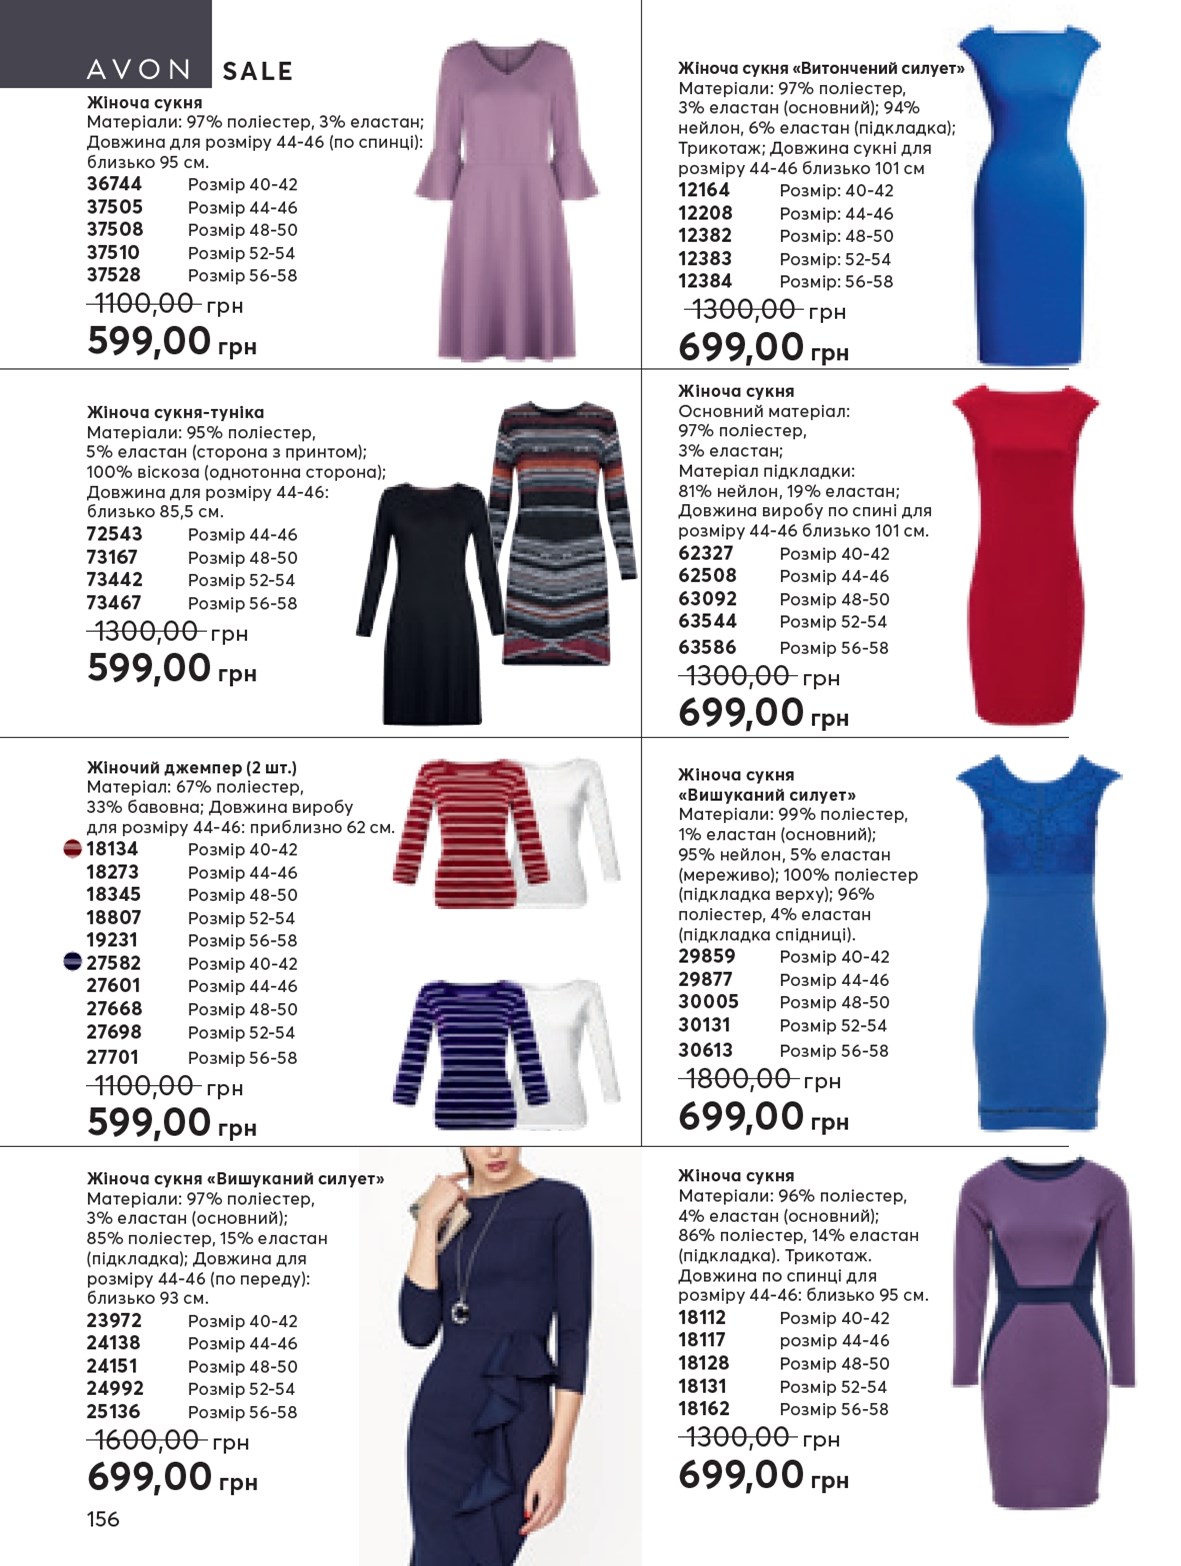 AVON SALE
Жіноча сукня
Матеріали: 97% поліестер, 3% еластан;
Довжина для розміру 44-46 (по спинці):
близько 95 см.
36744 Розмір 40-42
37505 Розмір 44-46
37508 Розмір 48-50
37510 Розмір 52-54
37528 Розмір 56-58
1100,00 грн
599,00 грн
Жіноча сукня «Витончений силует»
Матеріали: 97% поліестер,
3% еластан (основний); 94%
нейлон, 6% еластан (підкладка);
Трикотаж; Довжина сукні для
розміру 44-46 близько 101 см
12164 Розмір: 40-42
12208 Розмір: 44-46
12382 Розмір: 48-50
12383 Розмір: 52-54
12384 Розмір: 56-58
1300,00 грн
699,00 грн
Жіноча сукня-туніка
Матеріали: 95% поліестер,
5% еластан (сторона з принтом);
100% віскоза (однотонна сторона);
Довжина для розміру 44-46:
близько 85,5 см.
72543 Розмір 44-46
73167 Розмір 48-50
73442 Розмір 52-54
73467 Розмір 56-58
1300,00 грн
599,00 грн
Жіноча сукня
Основний матеріал:
97% поліестер,
3% еластан;
Матеріал підкладки:
81% нейлон, 19% еластан;
Довжина виробу по спині для
розміру 44-46 близько 101 см.
62327 Розмір 40-42
62508 Розмір 44-46
63092 Розмір 48-50
63544 Розмір 52-54
63586 Розмір 56-58
1300,00 грн
699,00 грн
Жіночий джемпер (2 шт.)
Матеріал: 67% поліестер,
33% бавовна; Довжина виробу
для розміру 44-46: приблизно 62 см.
18134 Розмір 40-42
18273 Розмір 44-46
18345 Розмір 48-50
18807 Розмір 52-54
19231 Розмір 56-58
27582 Розмір 40-42
27601 Розмір 44-46
27668 Розмір 48-50
27698 Розмір 52-54
27701 Розмір 56-58
1100,00 грн
599,00 грн
Жіноча сукня
«Вишуканий силует»
Матеріали: 99% поліестер,
1% еластан (основний);
95% нейлон, 5% еластан
(мереживо); 100% поліестер
(підкладка верху); 96%
поліестер, 4% еластан
(підкладка спідниці).
29859 Розмір 40-42
29877 Розмір 44-46
30005 Розмір 48-50
30131 Розмір 52-54
30613 Розмір 56-58
1800,00 грн
699,00 грн
Жіноча сукня «Вишуканий силует»
Матеріали: 97% поліестер,
3% еластан (основний);
85% поліестер, 15% еластан
(підкладка); Довжина для
розміру 44-46 (по переду):
близько 93 см.
23972 Розмір 40-42
24138 Розмір 44-46
24151 Розмір 48-50
24992 Розмір 52-54
25136 Розмір 56-58
1600,00 грн
699,00 грн
Жіноча сукня
Матеріали: 96% поліестер,
4% еластан (основний);
86% поліестер, 14% еластан
(підкладка). Трикотаж.
Довжина по спинці для
розміру 44-46: близько 95 см.
18112 Розмір 40-42
18117 розмір 44-46
18128 Розмір 48-50
18131 Розмір 52-54
18162 Розмір 56-58
1300,00 грн
699,00 грн
156